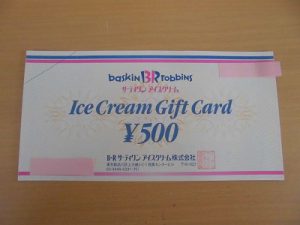 baskin BR robbins
サーティワン アイスクリーム
Ice Cream Gift Card
¥500
B-R サーティワン アイスクリーム株式会社